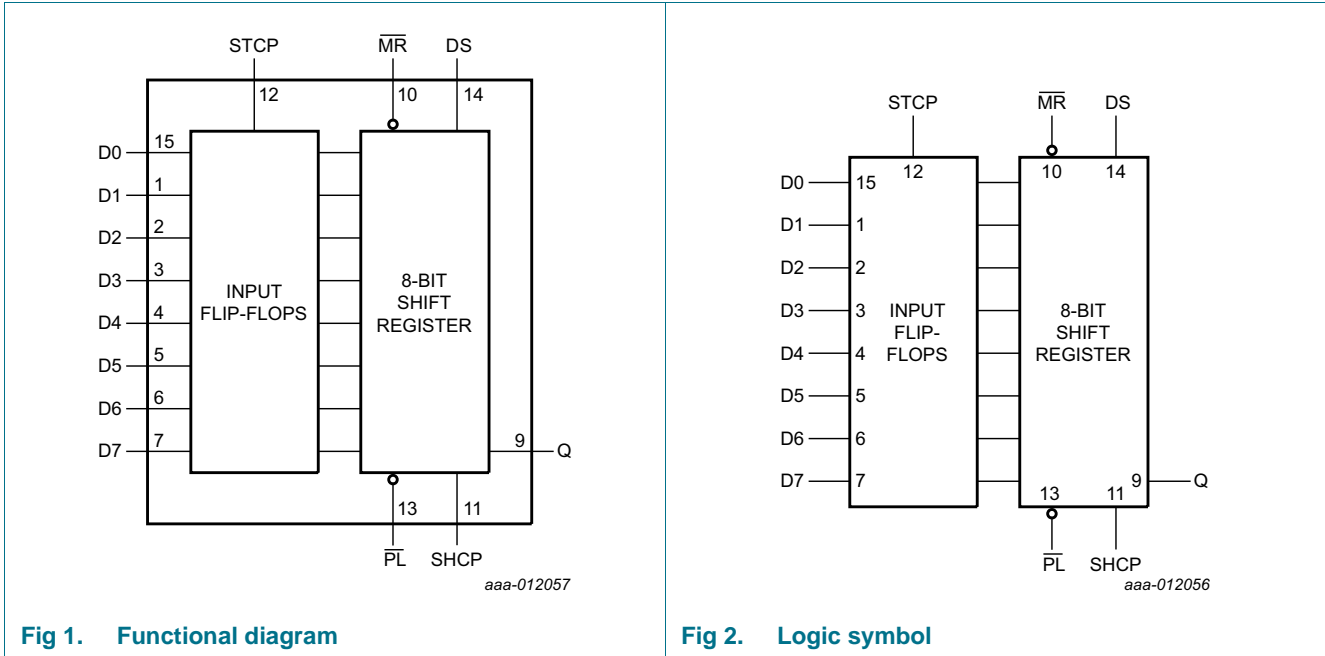 STCP
M̅R̅
DS
12
10
14
D0
15
D1
1
D2
2
D3
3
D4
4
D5
5
D6
6
D7
7
INPUT
FLIP-FLOPS
8-BIT
SHIFT
REGISTER
9
Q
13
11
P̅L̅
SHCP
aaa-012057
Fig 1. Functional diagram
STCP
M̅R̅
DS
12
10
14
D0
15
D1
1
D2
2
D3
3
D4
4
D5
5
D6
6
D7
7
INPUT
FLIP-
FLOPS
8-BIT
SHIFT
REGISTER
9
Q
13
11
P̅L̅
SHCP
aaa-012056
Fig 2. Logic symbol